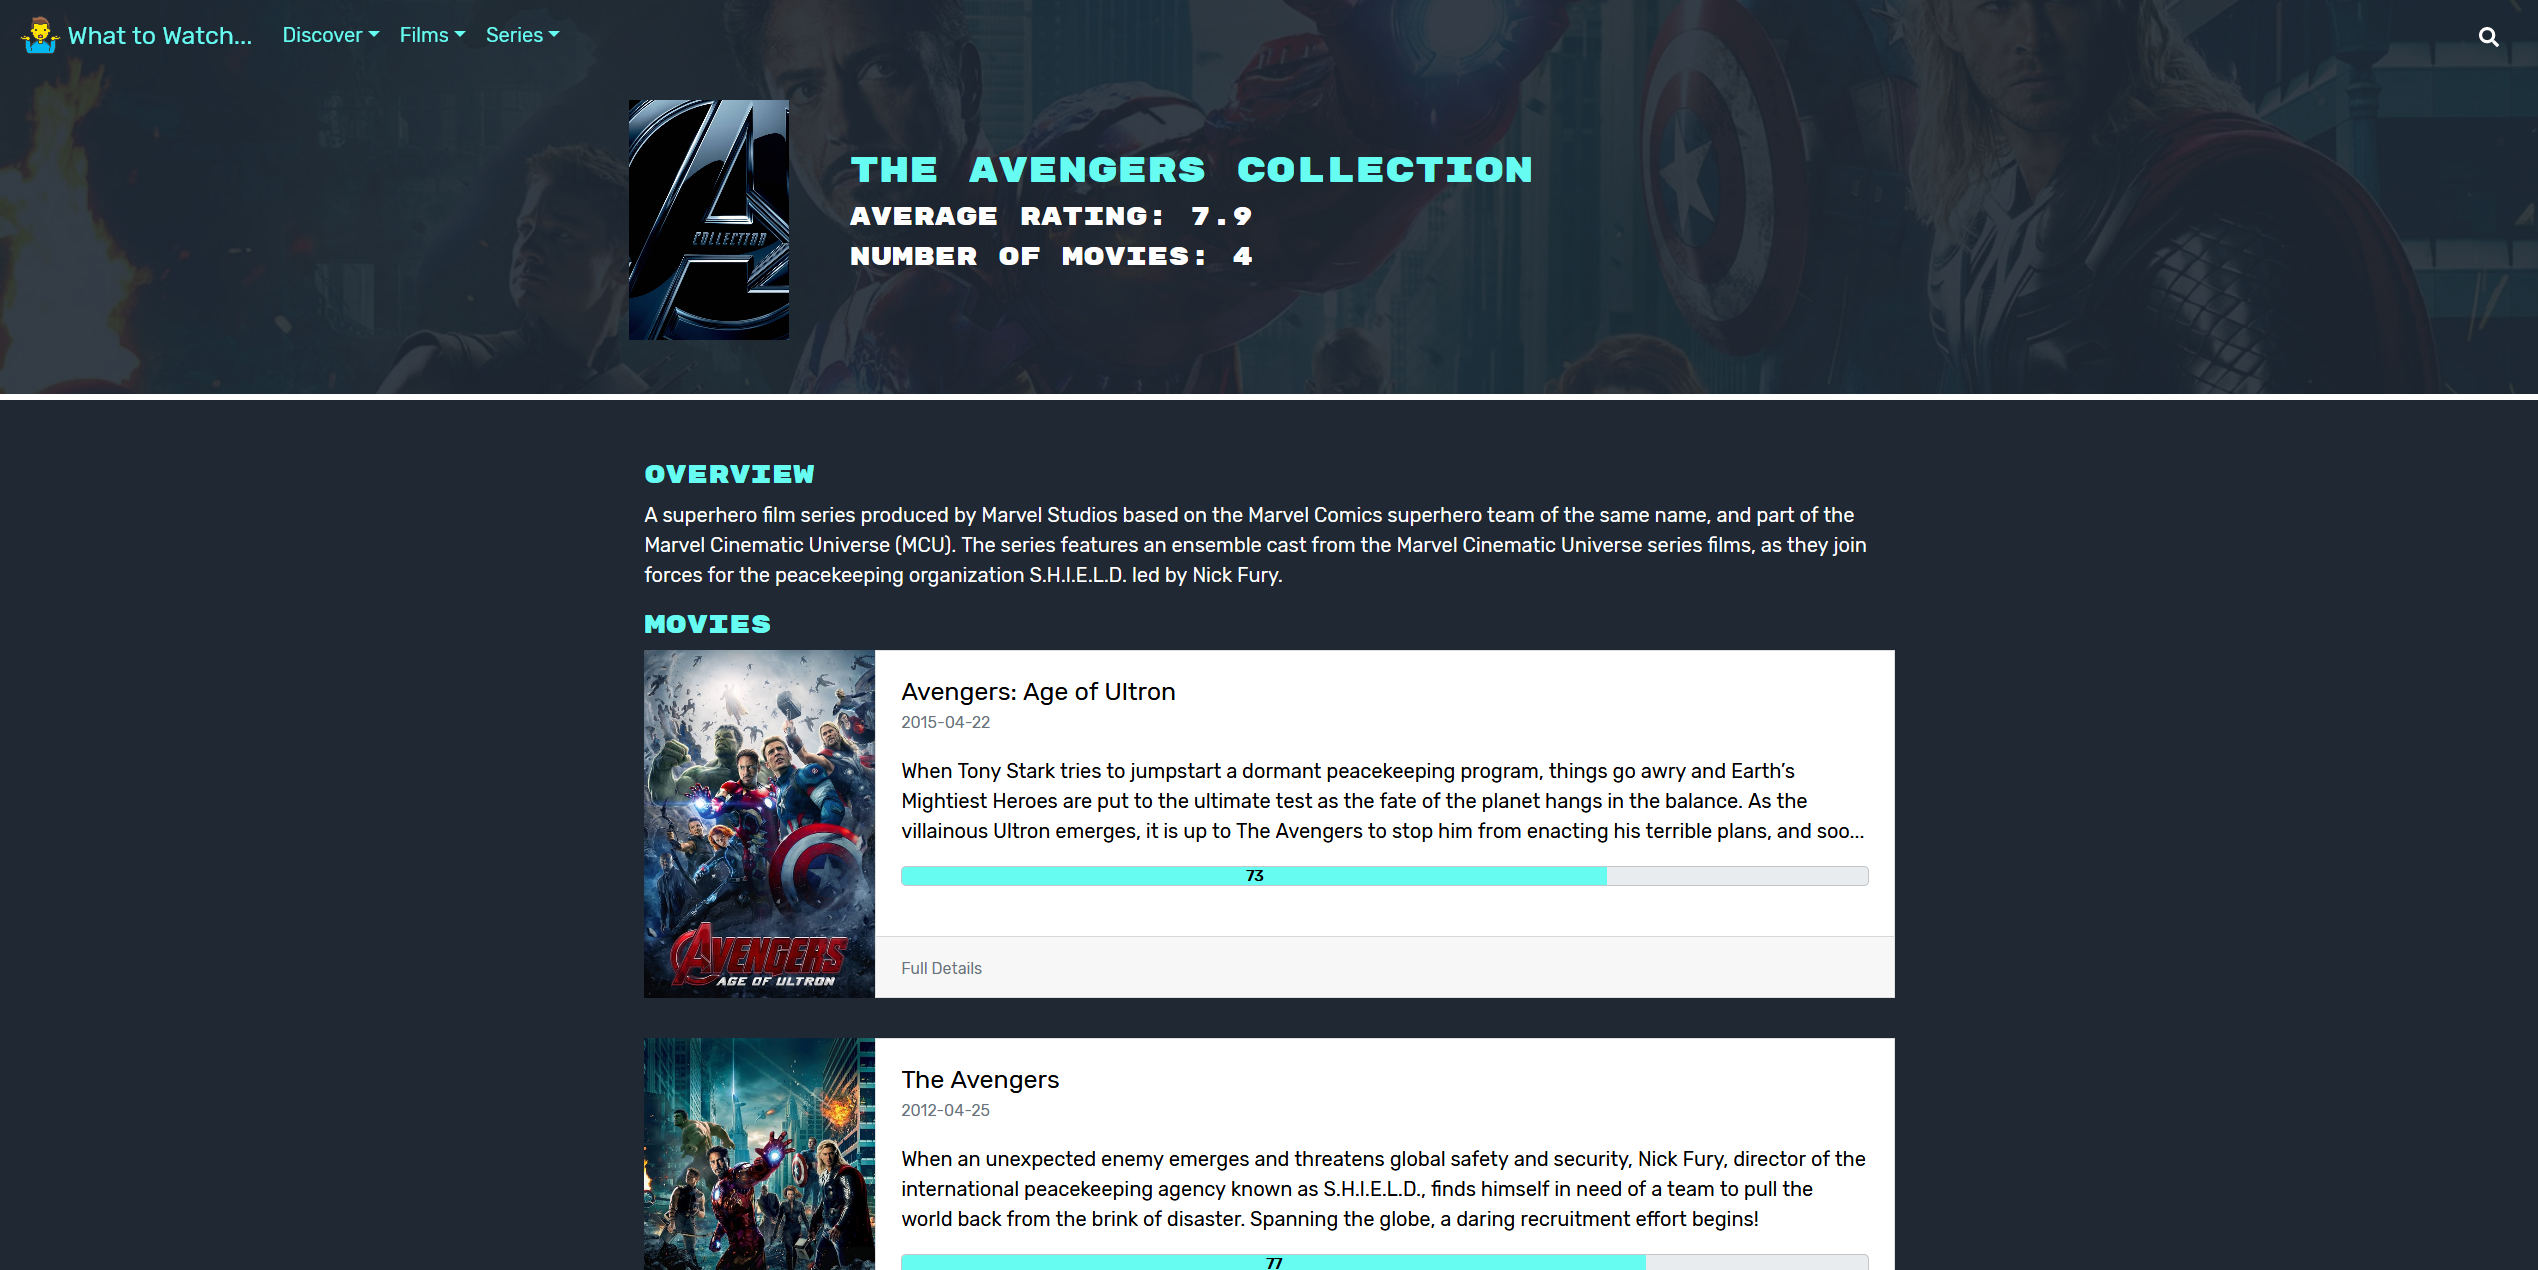 What to Watch...
Discover
Films
Series
COLLECTION
THE AVENGERS COLLECTION
AVERAGE RATING: 7.9
NUMBER OF MOVIES: 4
OVERVIEW
A superhero film series produced by Marvel Studios based on the Marvel Comics superhero team of the same name, and part of the
Marvel Cinematic Universe (MCU). The series features an ensemble cast from the Marvel Cinematic Universe series films, as they join
forces for the peacekeeping organization S.H.I.E.L.D. led by Nick Fury.
MOVIES
AVENGERS
AGE OF ULTRON
Avengers: Age of Ultron
2015-04-22
When Tony Stark tries to jumpstart a dormant peacekeeping program, things go awry and Earth’s
Mightiest Heroes are put to the ultimate test as the fate of the planet hangs in the balance. As the
villainous Ultron emerges, it is up to The Avengers to stop him from enacting his terrible plans, and soo...
73
Full Details
The Avengers
2012-04-25
When an unexpected enemy emerges and threatens global safety and security, Nick Fury, director of the
international peacekeeping agency known as S.H.I.E.L.D., finds himself in need of a team to pull the
world back from the brink of disaster. Spanning the globe, a daring recruitment effort begins!
77